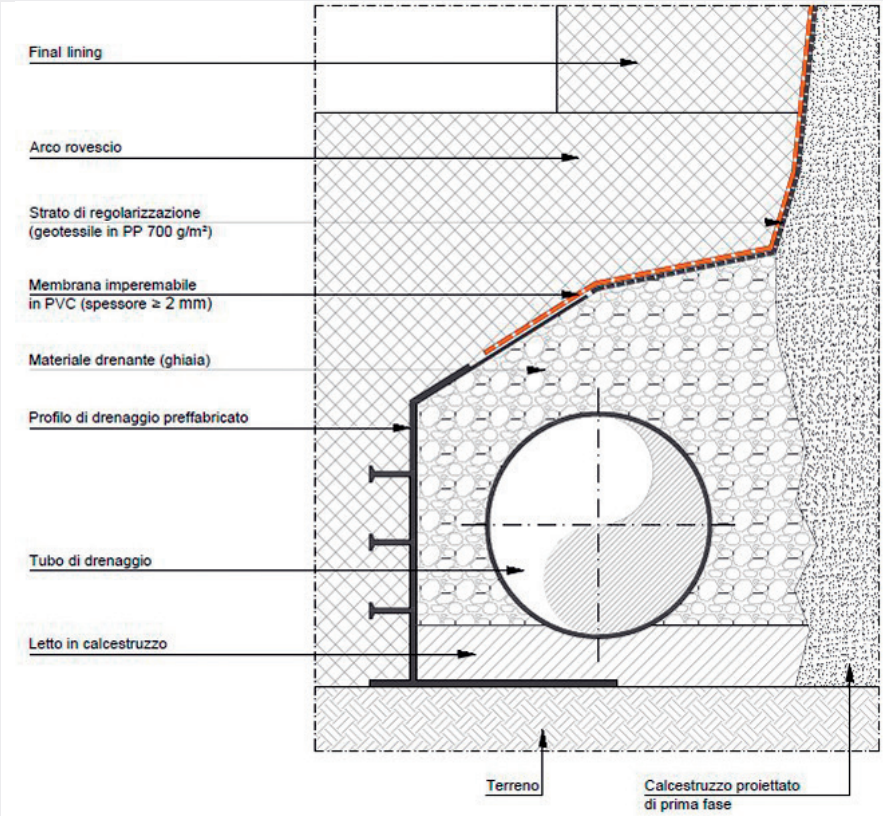 Final lining
Arco rovescio
Strato di regolarizzazione
(geotessile in PP 700 g/m²)
Membrana imperemabile
in PVC (spessore ≥ 2 mm)
Materiale drenante (ghiaia)
Profilo di drenaggio preffabricato
Tubo di drenaggio
Letto in calcestruzzo
Terreno
Calcestruzzo proiettato
di prima fase